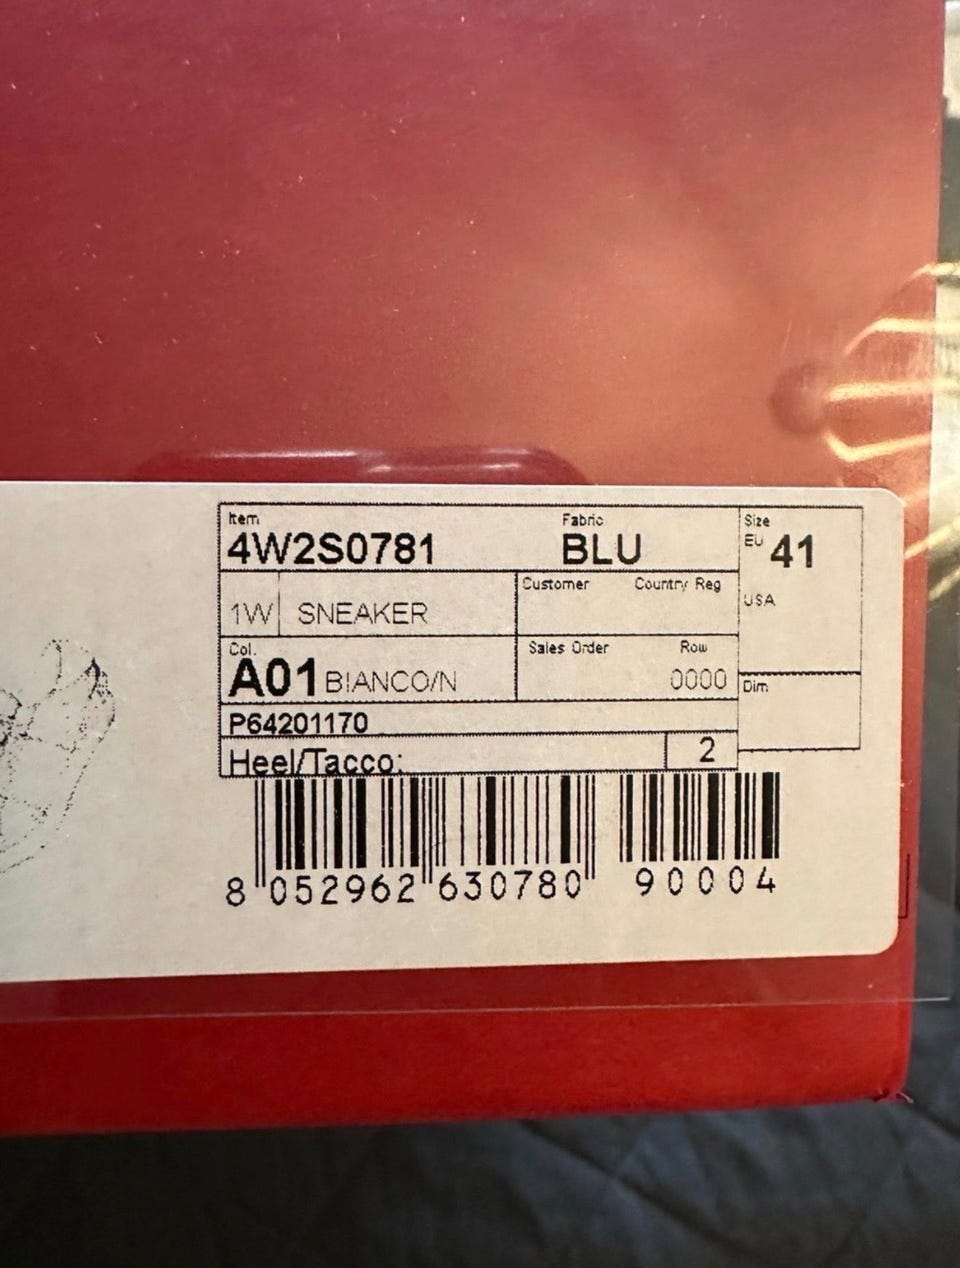 Item Fabric Size
4W2S0781 BLU EU 41
Customer Country Reg
1W SNEAKER USA
Col. Sales Order Row
A01 BIANCO/N 0000 Dim
P64201170
Heel/Tacco: 2
8 052962 630780 90004